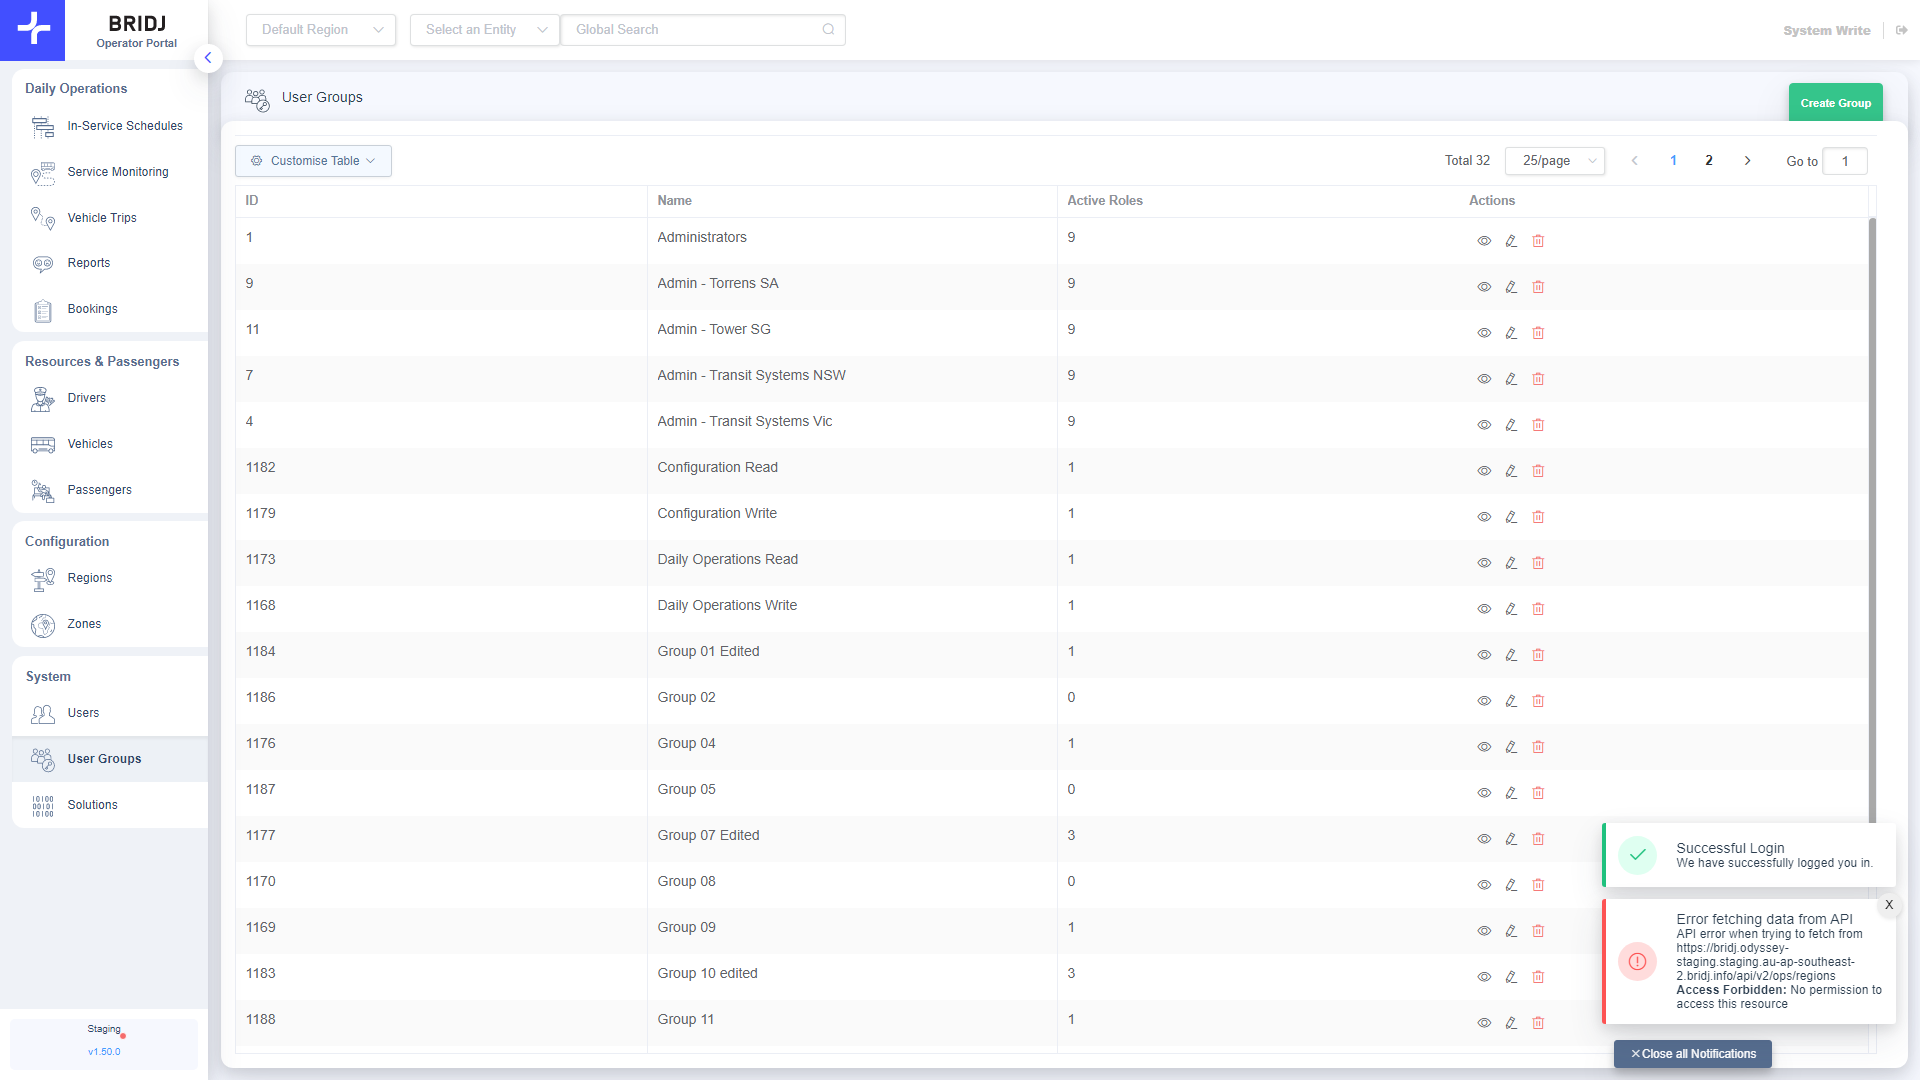 BRIDJ
Operator Portal
Default Region
Select an Entity
Global Search
System Write
Daily Operations
In-Service Schedules
Service Monitoring
Vehicle Trips
Reports
Bookings
Resources & Passengers
Drivers
Vehicles
Passengers
Configuration
Regions
Zones
System
Users
User Groups
Solutions
Staging
v1.50.0
User Groups
Create Group
Customise Table
Total 32
25/page
1
2
Go to
1
ID Name Active Roles Actions
1 Administrators 9
9 Admin - Torrens SA 9
11 Admin - Tower SG 9
7 Admin - Transit Systems NSW 9
4 Admin - Transit Systems Vic 9
1182 Configuration Read 1
1179 Configuration Write 1
1173 Daily Operations Read 1
1168 Daily Operations Write 1
1184 Group 01 Edited 1
1186 Group 02 0
1176 Group 04 1
1187 Group 05 0
1177 Group 07 Edited 3
1170 Group 08 0
1169 Group 09 1
1183 Group 10 edited 3
1188 Group 11 1
Successful Login
We have successfully logged you in.
X
Error fetching data from API
API error when trying to fetch from
https://bridj.odyssey-
staging.staging.au-ap-southeast-
2.bridj.info/api/v2/ops/regions
Access Forbidden: No permission to
access this resource
✕Close all Notifications